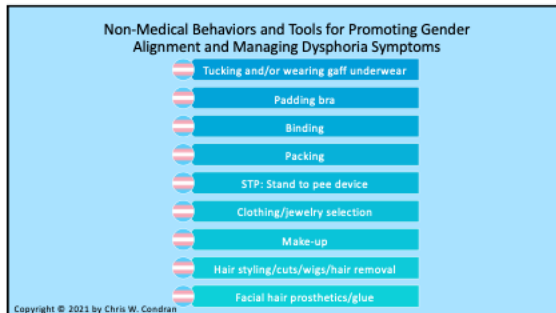 Non-Medical Behaviors and Tools for Promoting Gender
Alignment and Managing Dysphoria Symptoms
Tucking and/or wearing gaff underwear
Padding bra
Binding
Packing
STP: Stand to pee device
Clothing/jewelry selection
Make-up
Hair styling/cuts/wigs/hair removal
Facial hair prosthetics/glue
Copyright © 2021 by Chris W. Condran